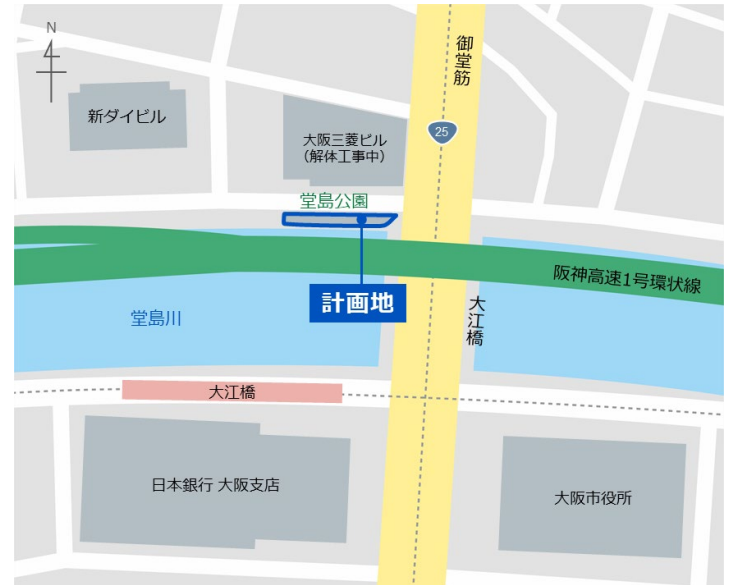 N
御堂筋
新ダイビル
大阪三菱ビル
(解体工事中)
25
堂島公園
阪神高速1号環状線
計画地
堂島川
大江橋
大江橋
日本銀行 大阪支店
大阪市役所